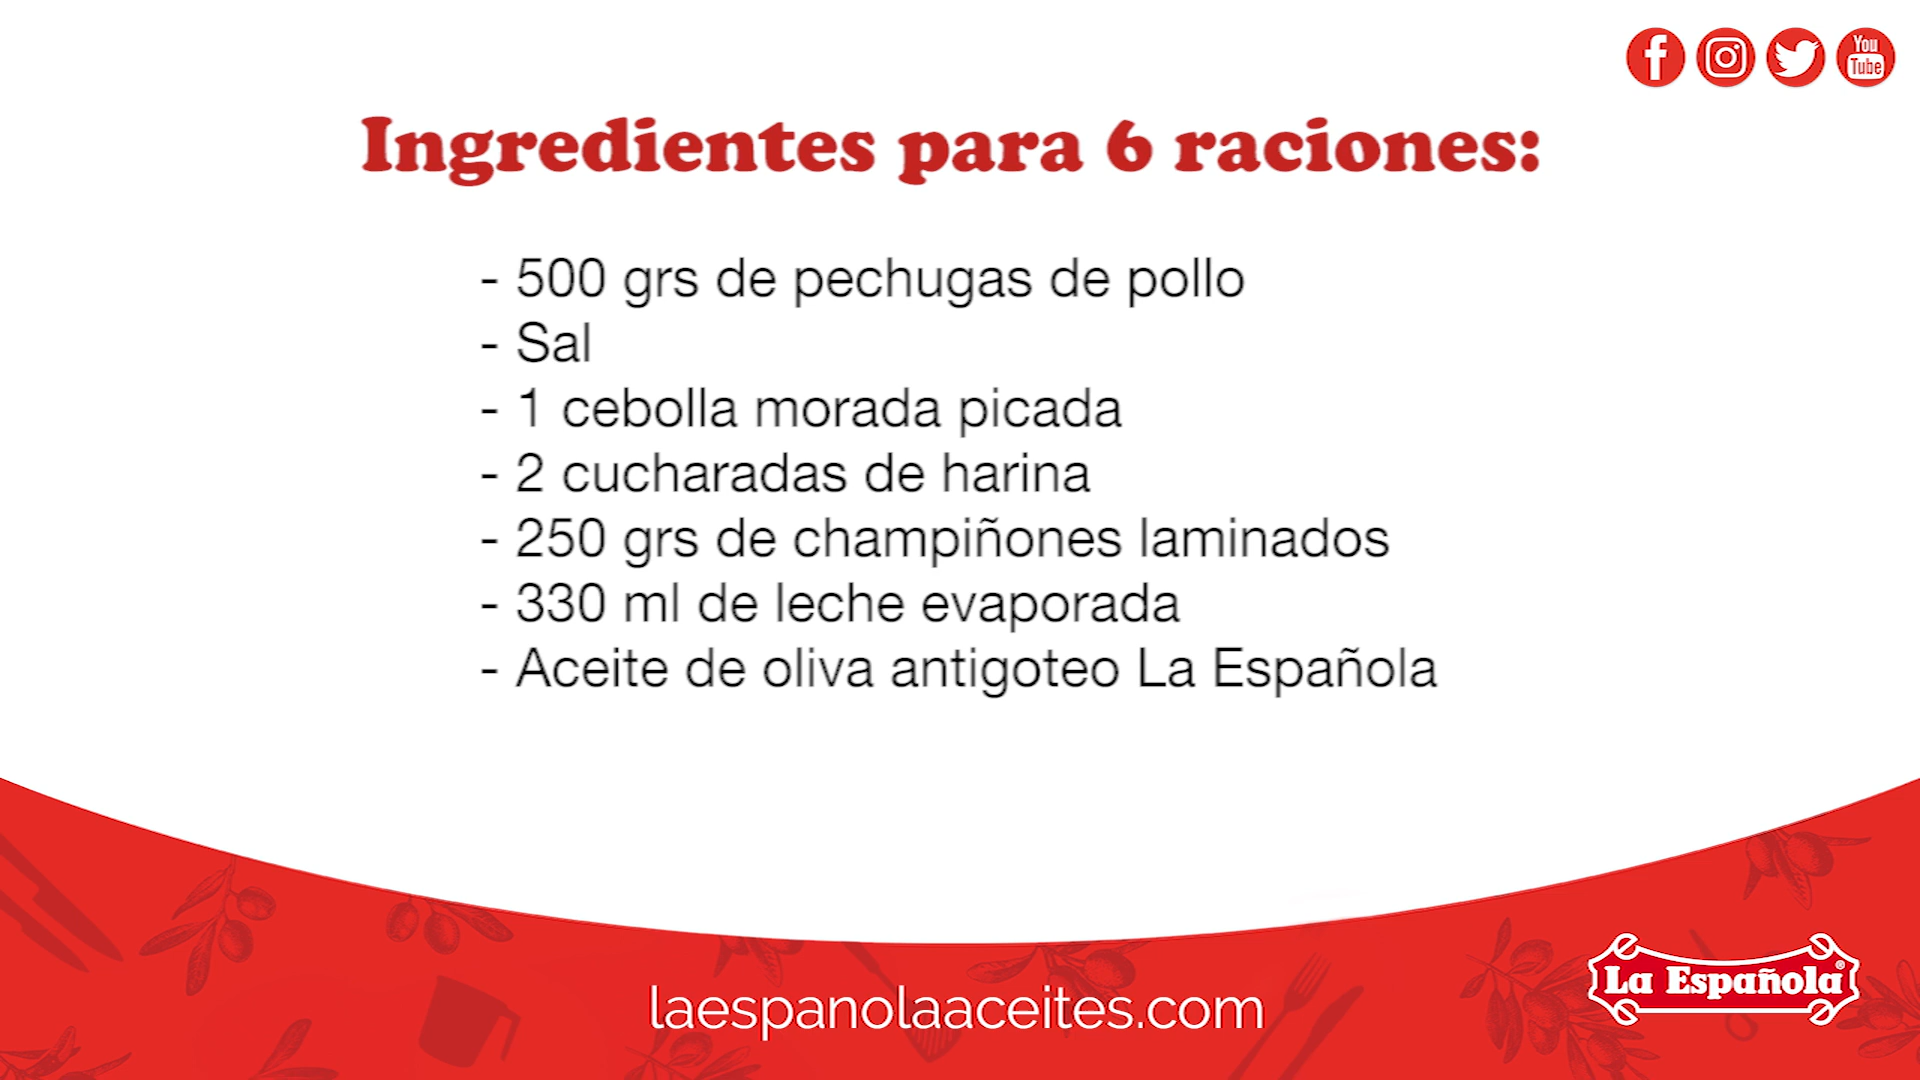 You
Tube
Ingredientes para 6 raciones:
- 500 grs de pechugas de pollo
- Sal
- 1 cebolla morada picada
- 2 cucharadas de harina
- 250 grs de champiñones laminados
- 330 ml de leche evaporada
- Aceite de oliva antigoteo La Española
La Española®
laespanolaaceites.com